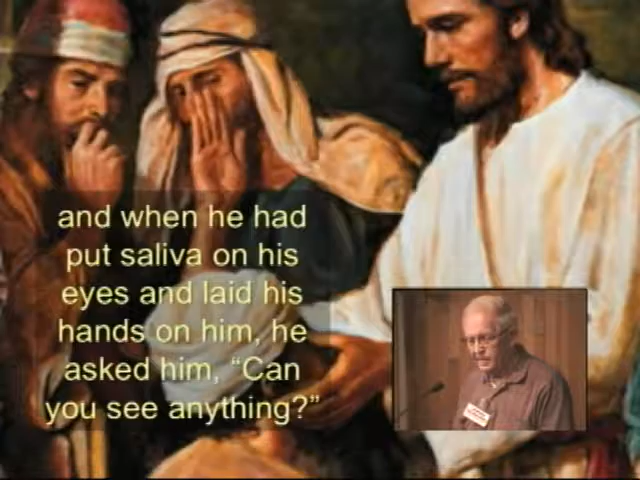 and when he had
put saliva on his
eyes and laid his
hands on him, he
asked him, “Can
you see anything?”